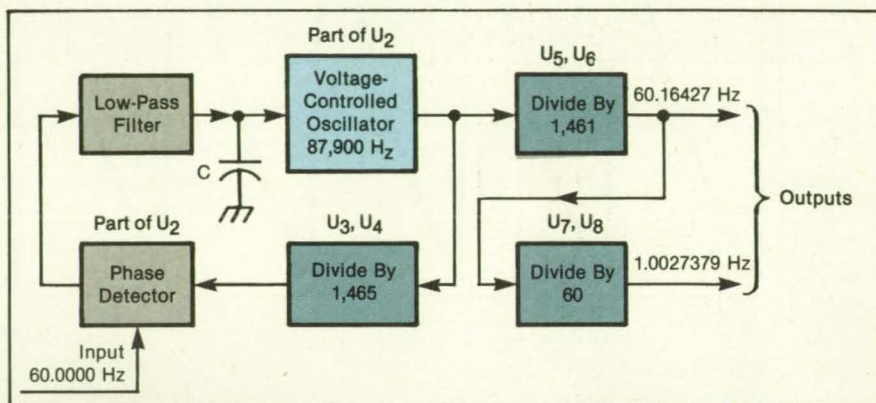 Part of U2
Low-Pass
Filter
Voltage-
Controlled
Oscillator
87,900 Hz
U5, U6
Divide By
1,461
60.16427 Hz
C
Outputs
Part of U2
Phase
Detector
U3, U4
Divide By
1,465
U7, U8
Divide By
60
1.0027379 Hz
Input
60.0000 Hz